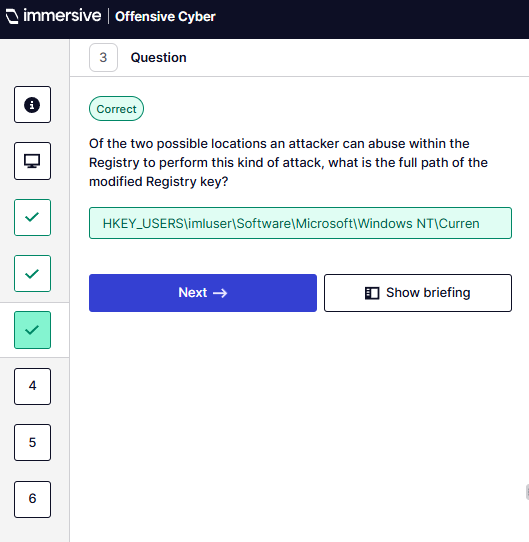 immersive | Offensive Cyber
3 Question
Correct
Of the two possible locations an attacker can abuse within the
Registry to perform this kind of attack, what is the full path of the
modified Registry key?
HKEY_USERS\imluser\Software\Microsoft\Windows NT\Curren
Next →
Show briefing
4
5
6